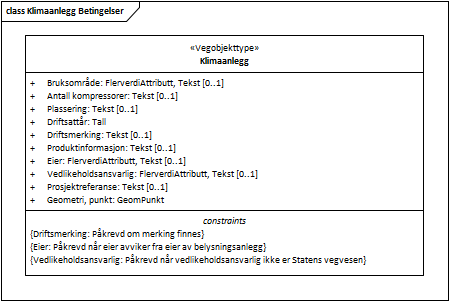 class Klimaanlegg Betingelser
«Vegobjekttype»
Klimaanlegg
+ Bruksområde: FlerverdiAttributt, Tekst [0..1]
+ Antall kompressorer: Tekst [0..1]
+ Plassering: Tekst [0..1]
+ Driftsattår: Tall
+ Driftsmerking: Tekst [0..1]
+ Produktinformasjon: Tekst [0..1]
+ Eier: FlerverdiAttributt, Tekst [0..1]
+ Vedlikeholdsansvarlig: FlerverdiAttributt, Tekst [0..1]
+ Prosjektreferanse: Tekst [0..1]
+ Geometri, punkt: GeomPunkt
constraints
{Driftsmerking: Påkrevd om merking finnes}
{Eier: Påkrevd når eier avviker fra eier av belysningsanlegg}
{Vedlikeholdsansvarlig: Påkrevd når vedlikeholdsansvarlig ikke er Statens vegvesen}